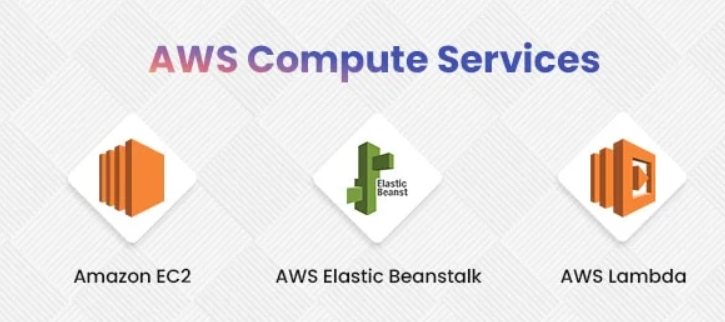 AWS Compute Services
Elastic
Beanst
Amazon EC2
AWS Elastic Beanstalk
AWS Lambda